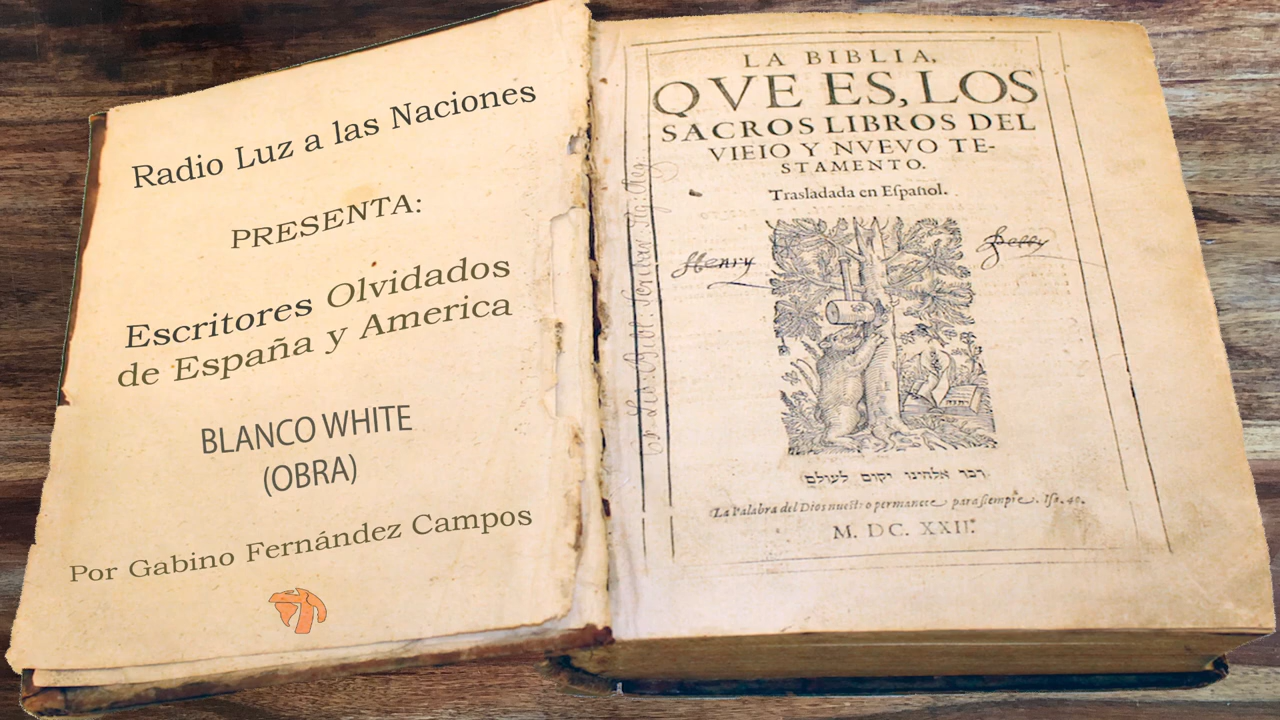 Radio Luz a las Naciones
PRESENTA:
Escritores Olvidados
de España y America
BLANCO WHITE
(OBRA)
Por Gabino Fernández Campos
LA BIBLIA,
QVE ES, LOS
SACROS LIBROS DEL
VIEIO Y NVEVO TE-
STAMENTO.
Trasladada en Español.
Henry
דבר אלהינו יקום לעולם
La Palabra del Dios nuestro permanece para siempre. Isa. 40.
M. DC. XXII.